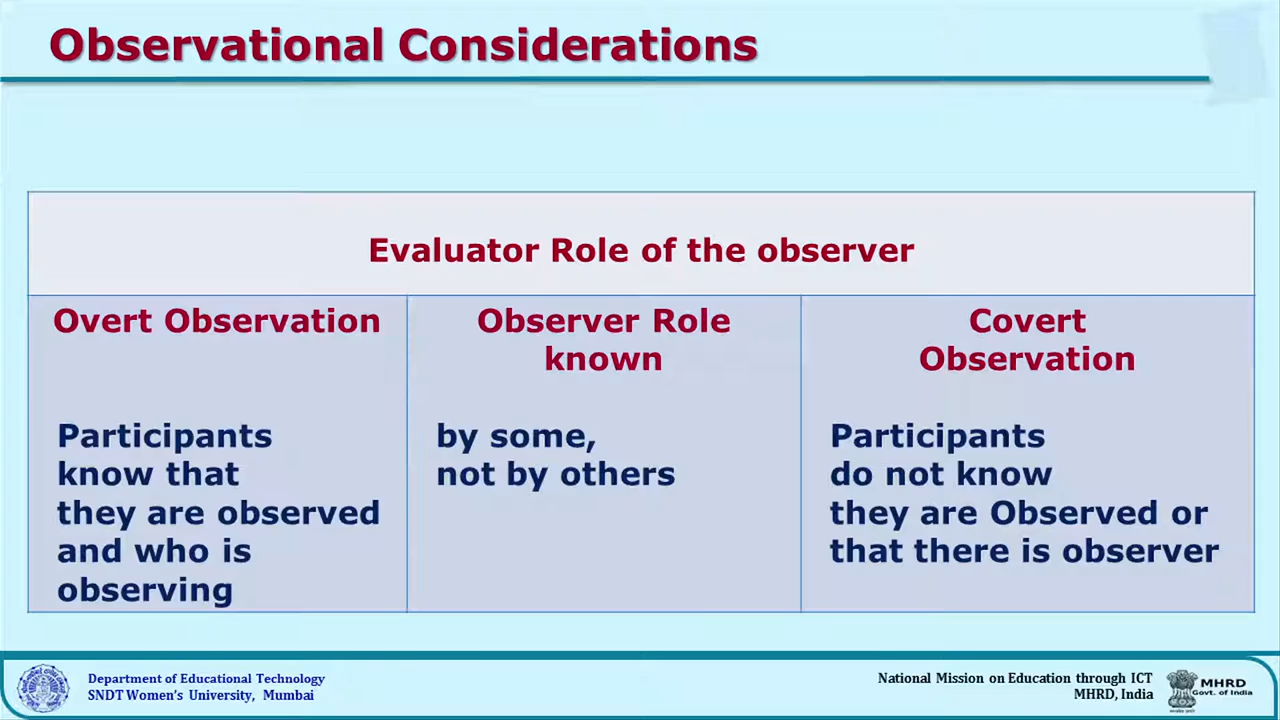 Observational Considerations
Evaluator Role of the observer
Overt Observation
Participants
know that
they are observed
and who is
observing
Observer Role
known
by some,
not by others
Covert
Observation
Participants
do not know
they are Observed or
that there is observer
Department of Educational Technology
SNDT Women's University, Mumbai
National Mission on Education through ICT
MHRD, India
MHRD
Govt. of India